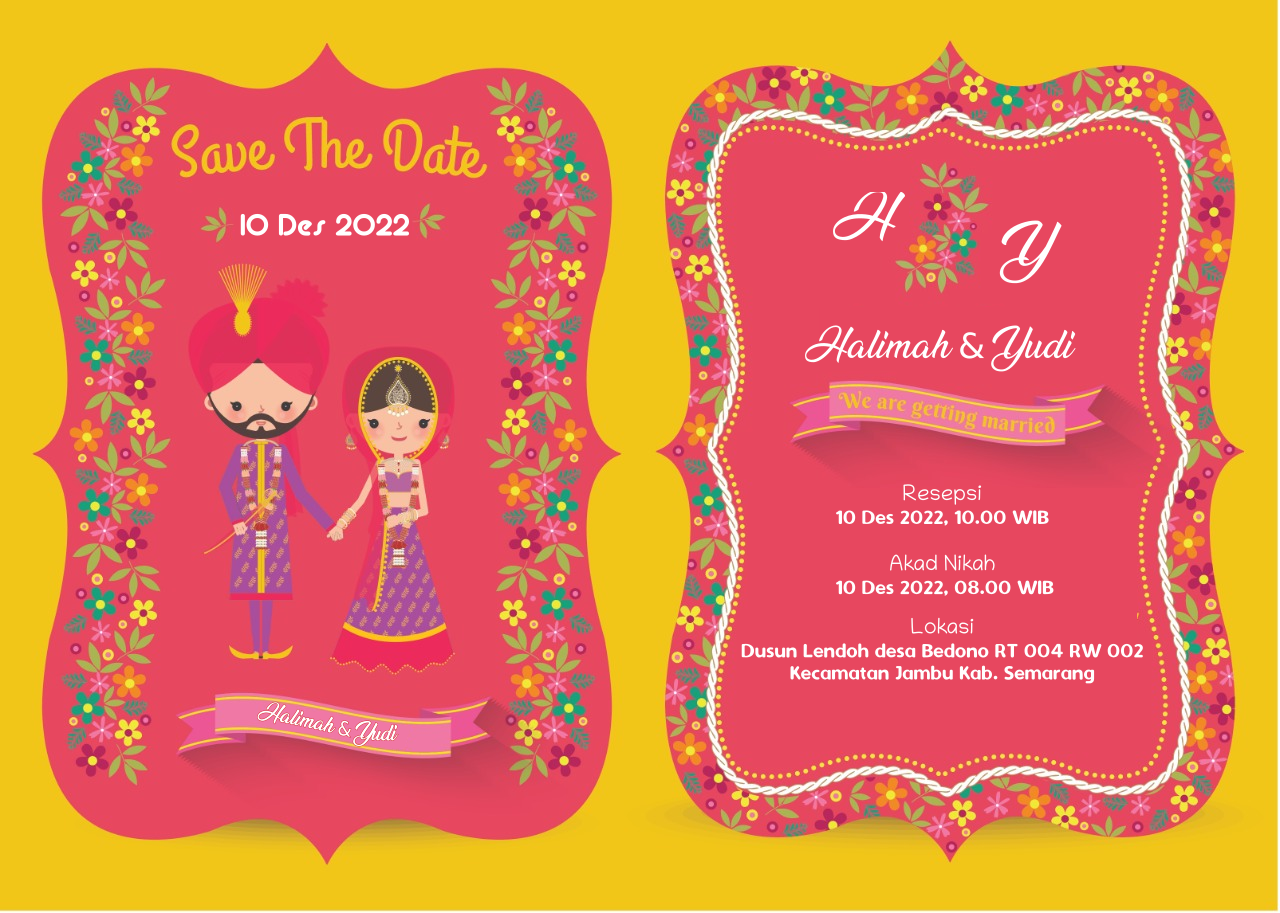 Save The Date
10 Des 2022
Halimah & Yudi
H Y
Halimah & Yudi
We are getting married
Resepsi
10 Des 2022, 10.00 WIB
Akad Nikah
10 Des 2022, 08.00 WIB
Lokasi
Dusun Lendoh desa Bedono RT 004 RW 002
Kecamatan Jambu Kab. Semarang